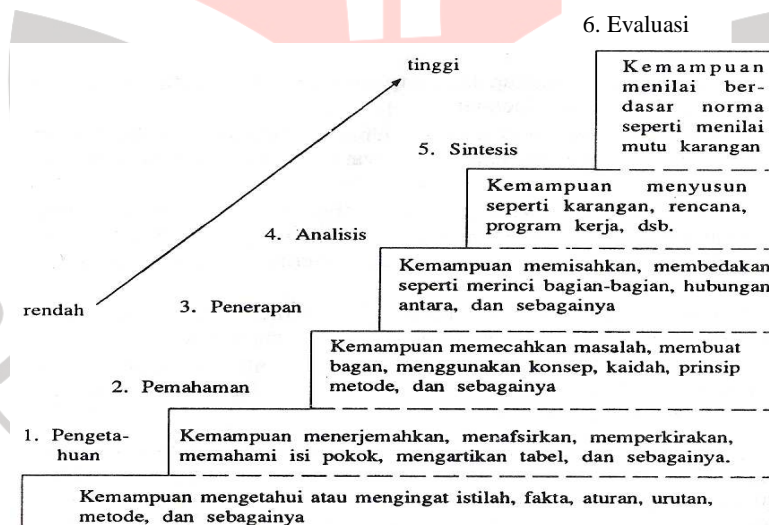 6. Evaluasi
tinggi
Kemampuan
menilai ber-
dasar norma
seperti menilai
mutu karangan
5. Sintesis
Kemampuan menyusun
seperti karangan, rencana,
program kerja, dsb.
4. Analisis
Kemampuan memisahkan, membedakan
seperti merinci bagian-bagian, hubungan
antara, dan sebagainya
rendah
3. Penerapan
Kemampuan memecahkan masalah, membuat
bagan, menggunakan konsep, kaidah, prinsip
metode, dan sebagainya
2. Pemahaman
1. Pengeta-
huan
Kemampuan menerjemahkan, menafsirkan, memperkirakan,
memahami isi pokok, mengartikan tabel, dan sebagainya.
Kemampuan mengetahui atau mengingat istilah, fakta, aturan, urutan,
metode, dan sebagainya